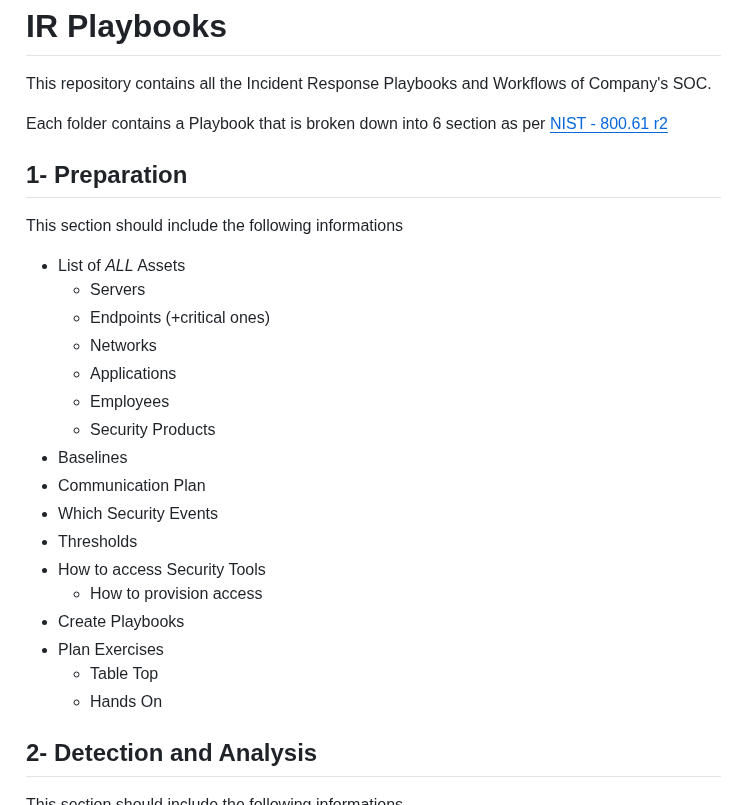 IR Playbooks
This repository contains all the Incident Response Playbooks and Workflows of Company's SOC.
Each folder contains a Playbook that is broken down into 6 section as per NIST - 800.61 r2
1- Preparation
This section should include the following informations
List of ALL Assets
Servers
Endpoints (+critical ones)
Networks
Applications
Employees
Security Products
Baselines
Communication Plan
Which Security Events
Thresholds
How to access Security Tools
How to provision access
Create Playbooks
Plan Exercises
Table Top
Hands On
2- Detection and Analysis
This section should include the following informations